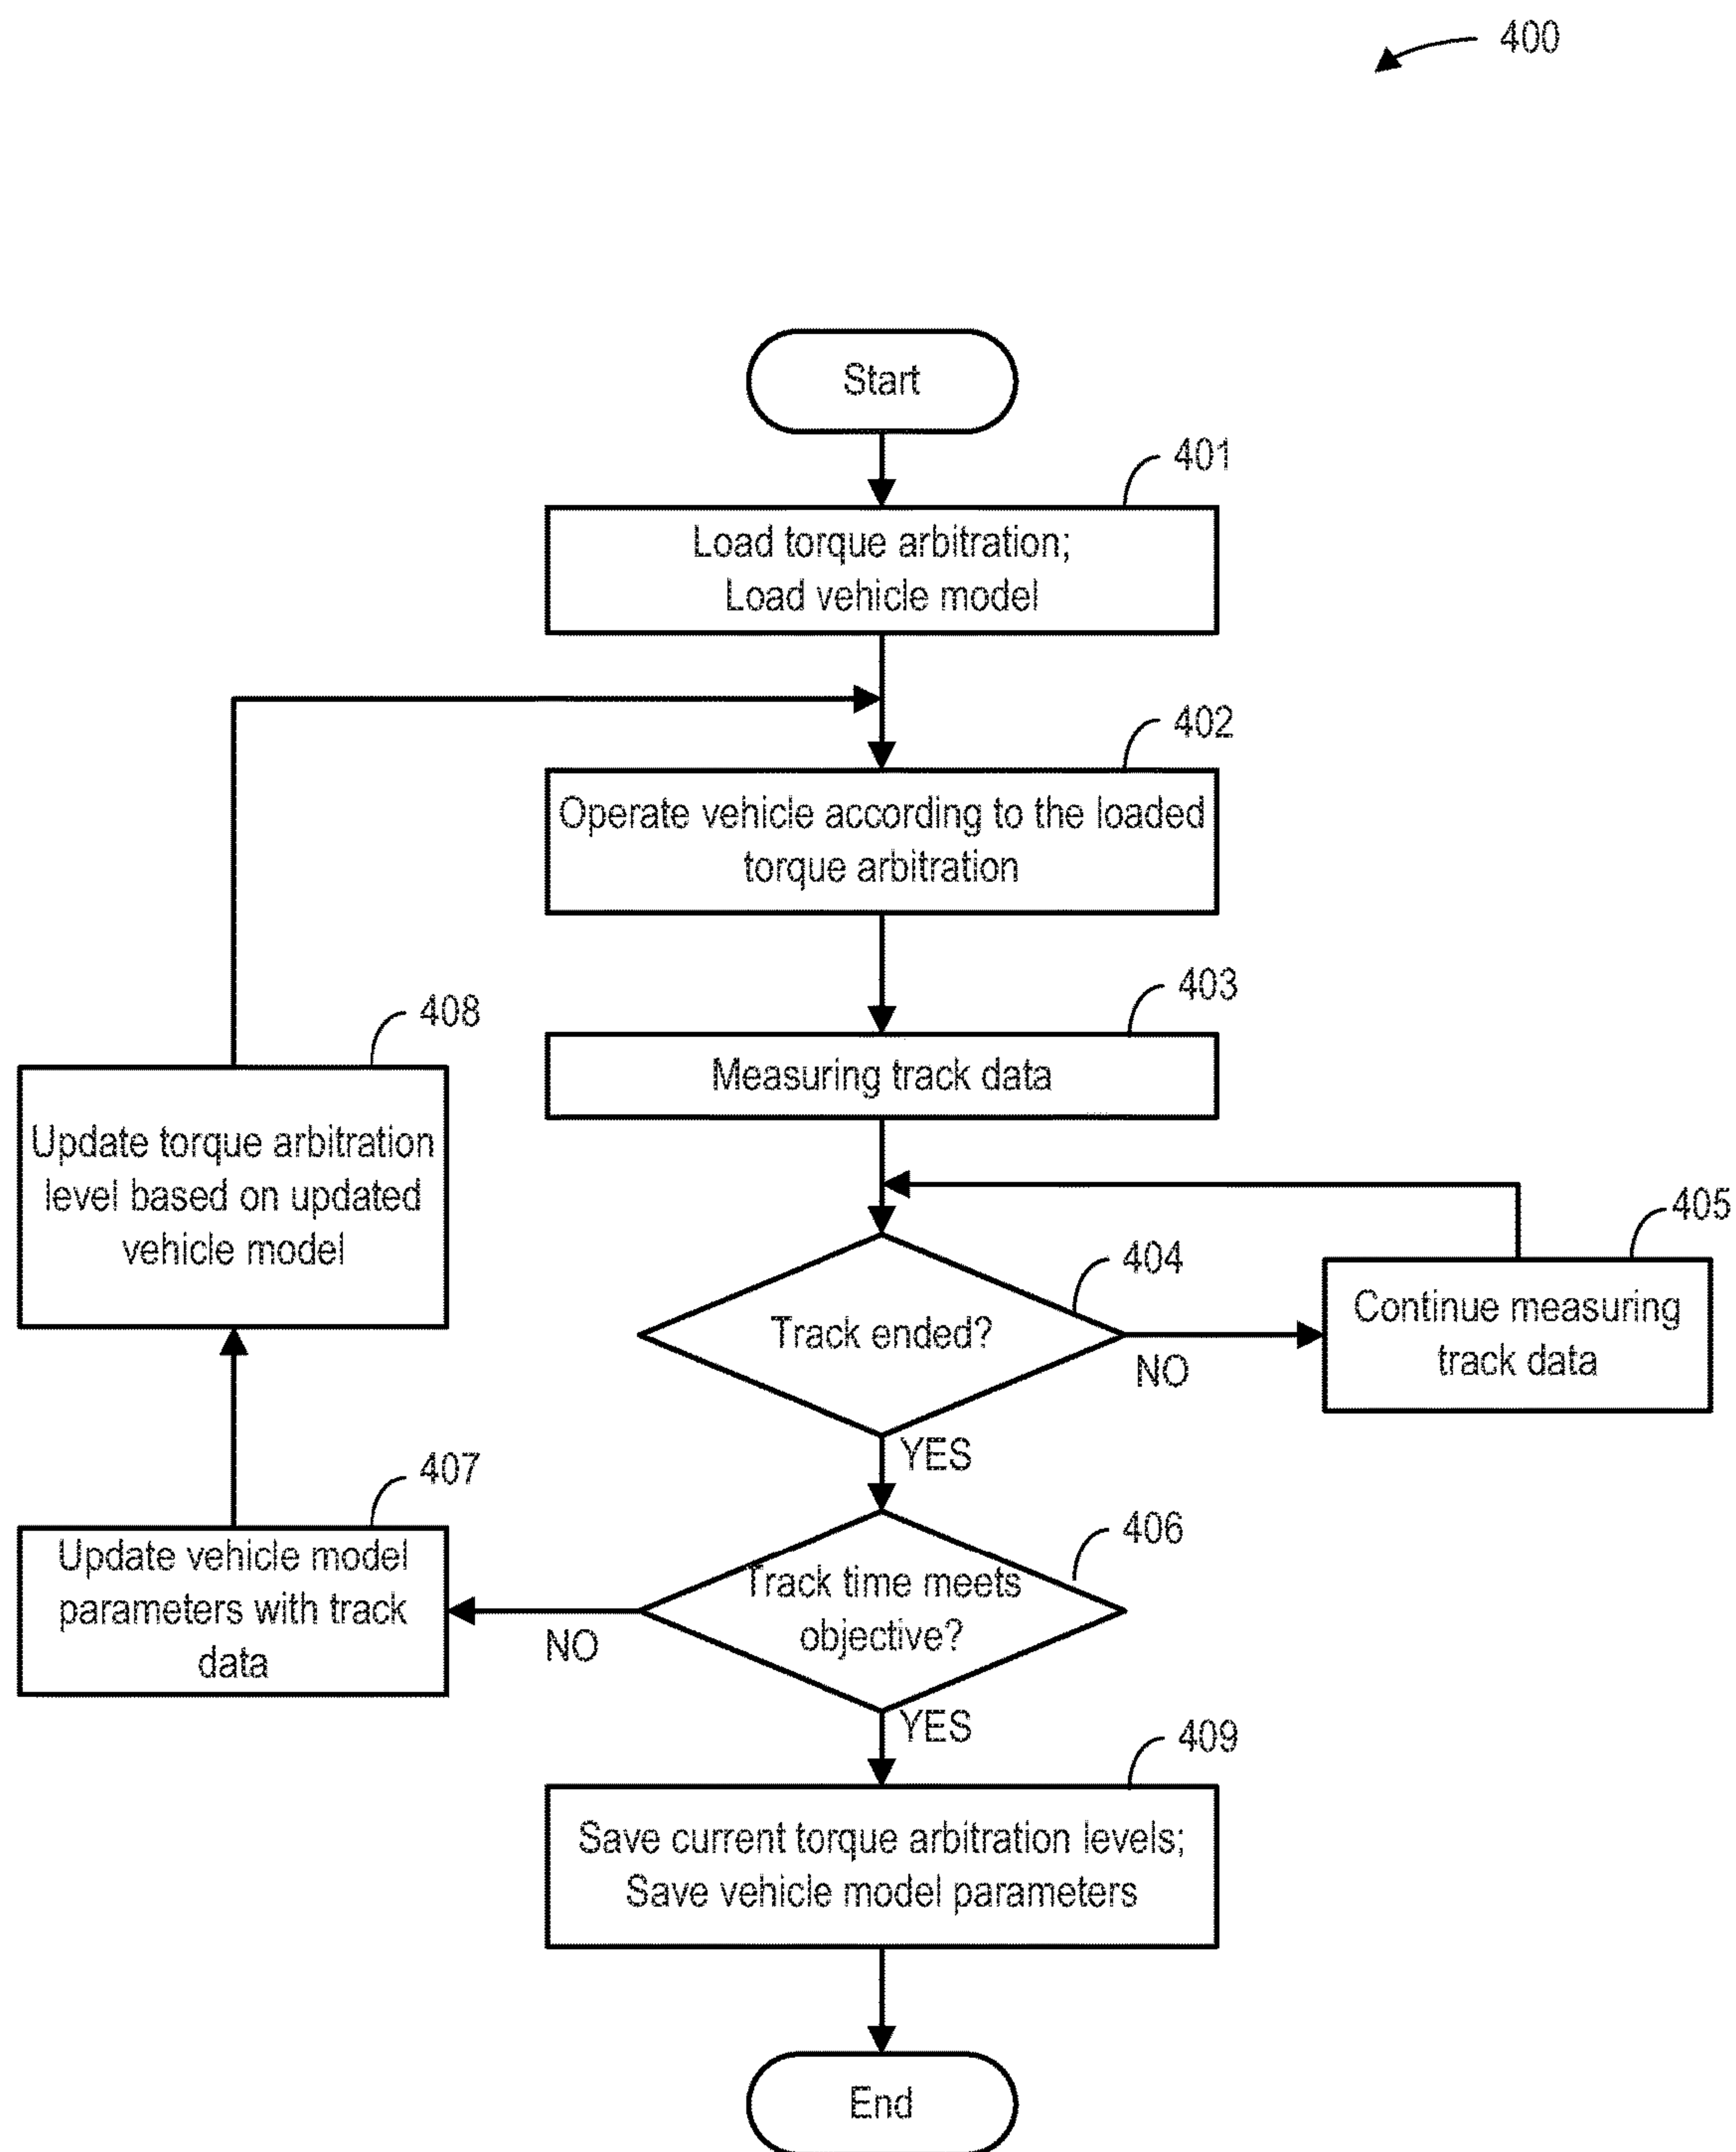 400
Start
401
Load torque arbitration;
Load vehicle model
402
Operate vehicle according to the loaded
torque arbitration
403
Measuring track data
408
Update torque arbitration
level based on updated
vehicle model
404
Track ended?
NO
405
Continue measuring
track data
YES
406
Track time meets
objective?
NO
407
Update vehicle model
parameters with track
data
YES
409
Save current torque arbitration levels;
Save vehicle model parameters
End